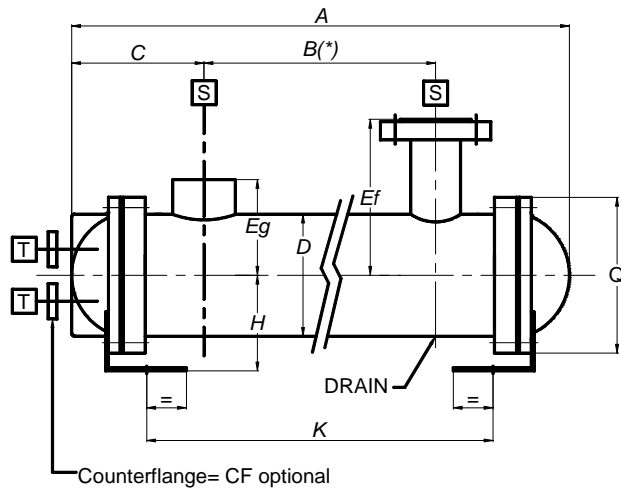 A
C
B(*)
S
S
Eg
Ef
D
Q
T
T
H
DRAIN
=
=
K
Counterflange= CF optional